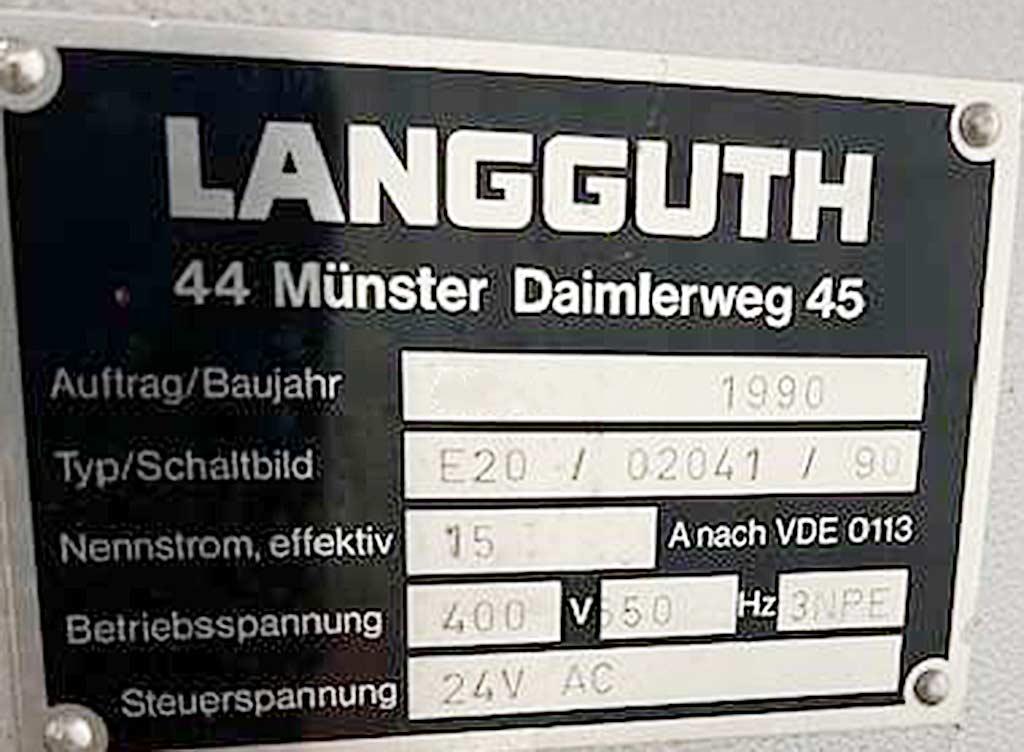 LANGGUTH
44 Münster Daimlerweg 45
Auftrag/Baujahr 1990
Typ/Schaltbild E20 / 02041 / 90
Nennstrom, effektiv 15 A nach VDE 0113
Betriebsspannung 400 V 50 Hz 3NPE
Steuerspannung 24V AC